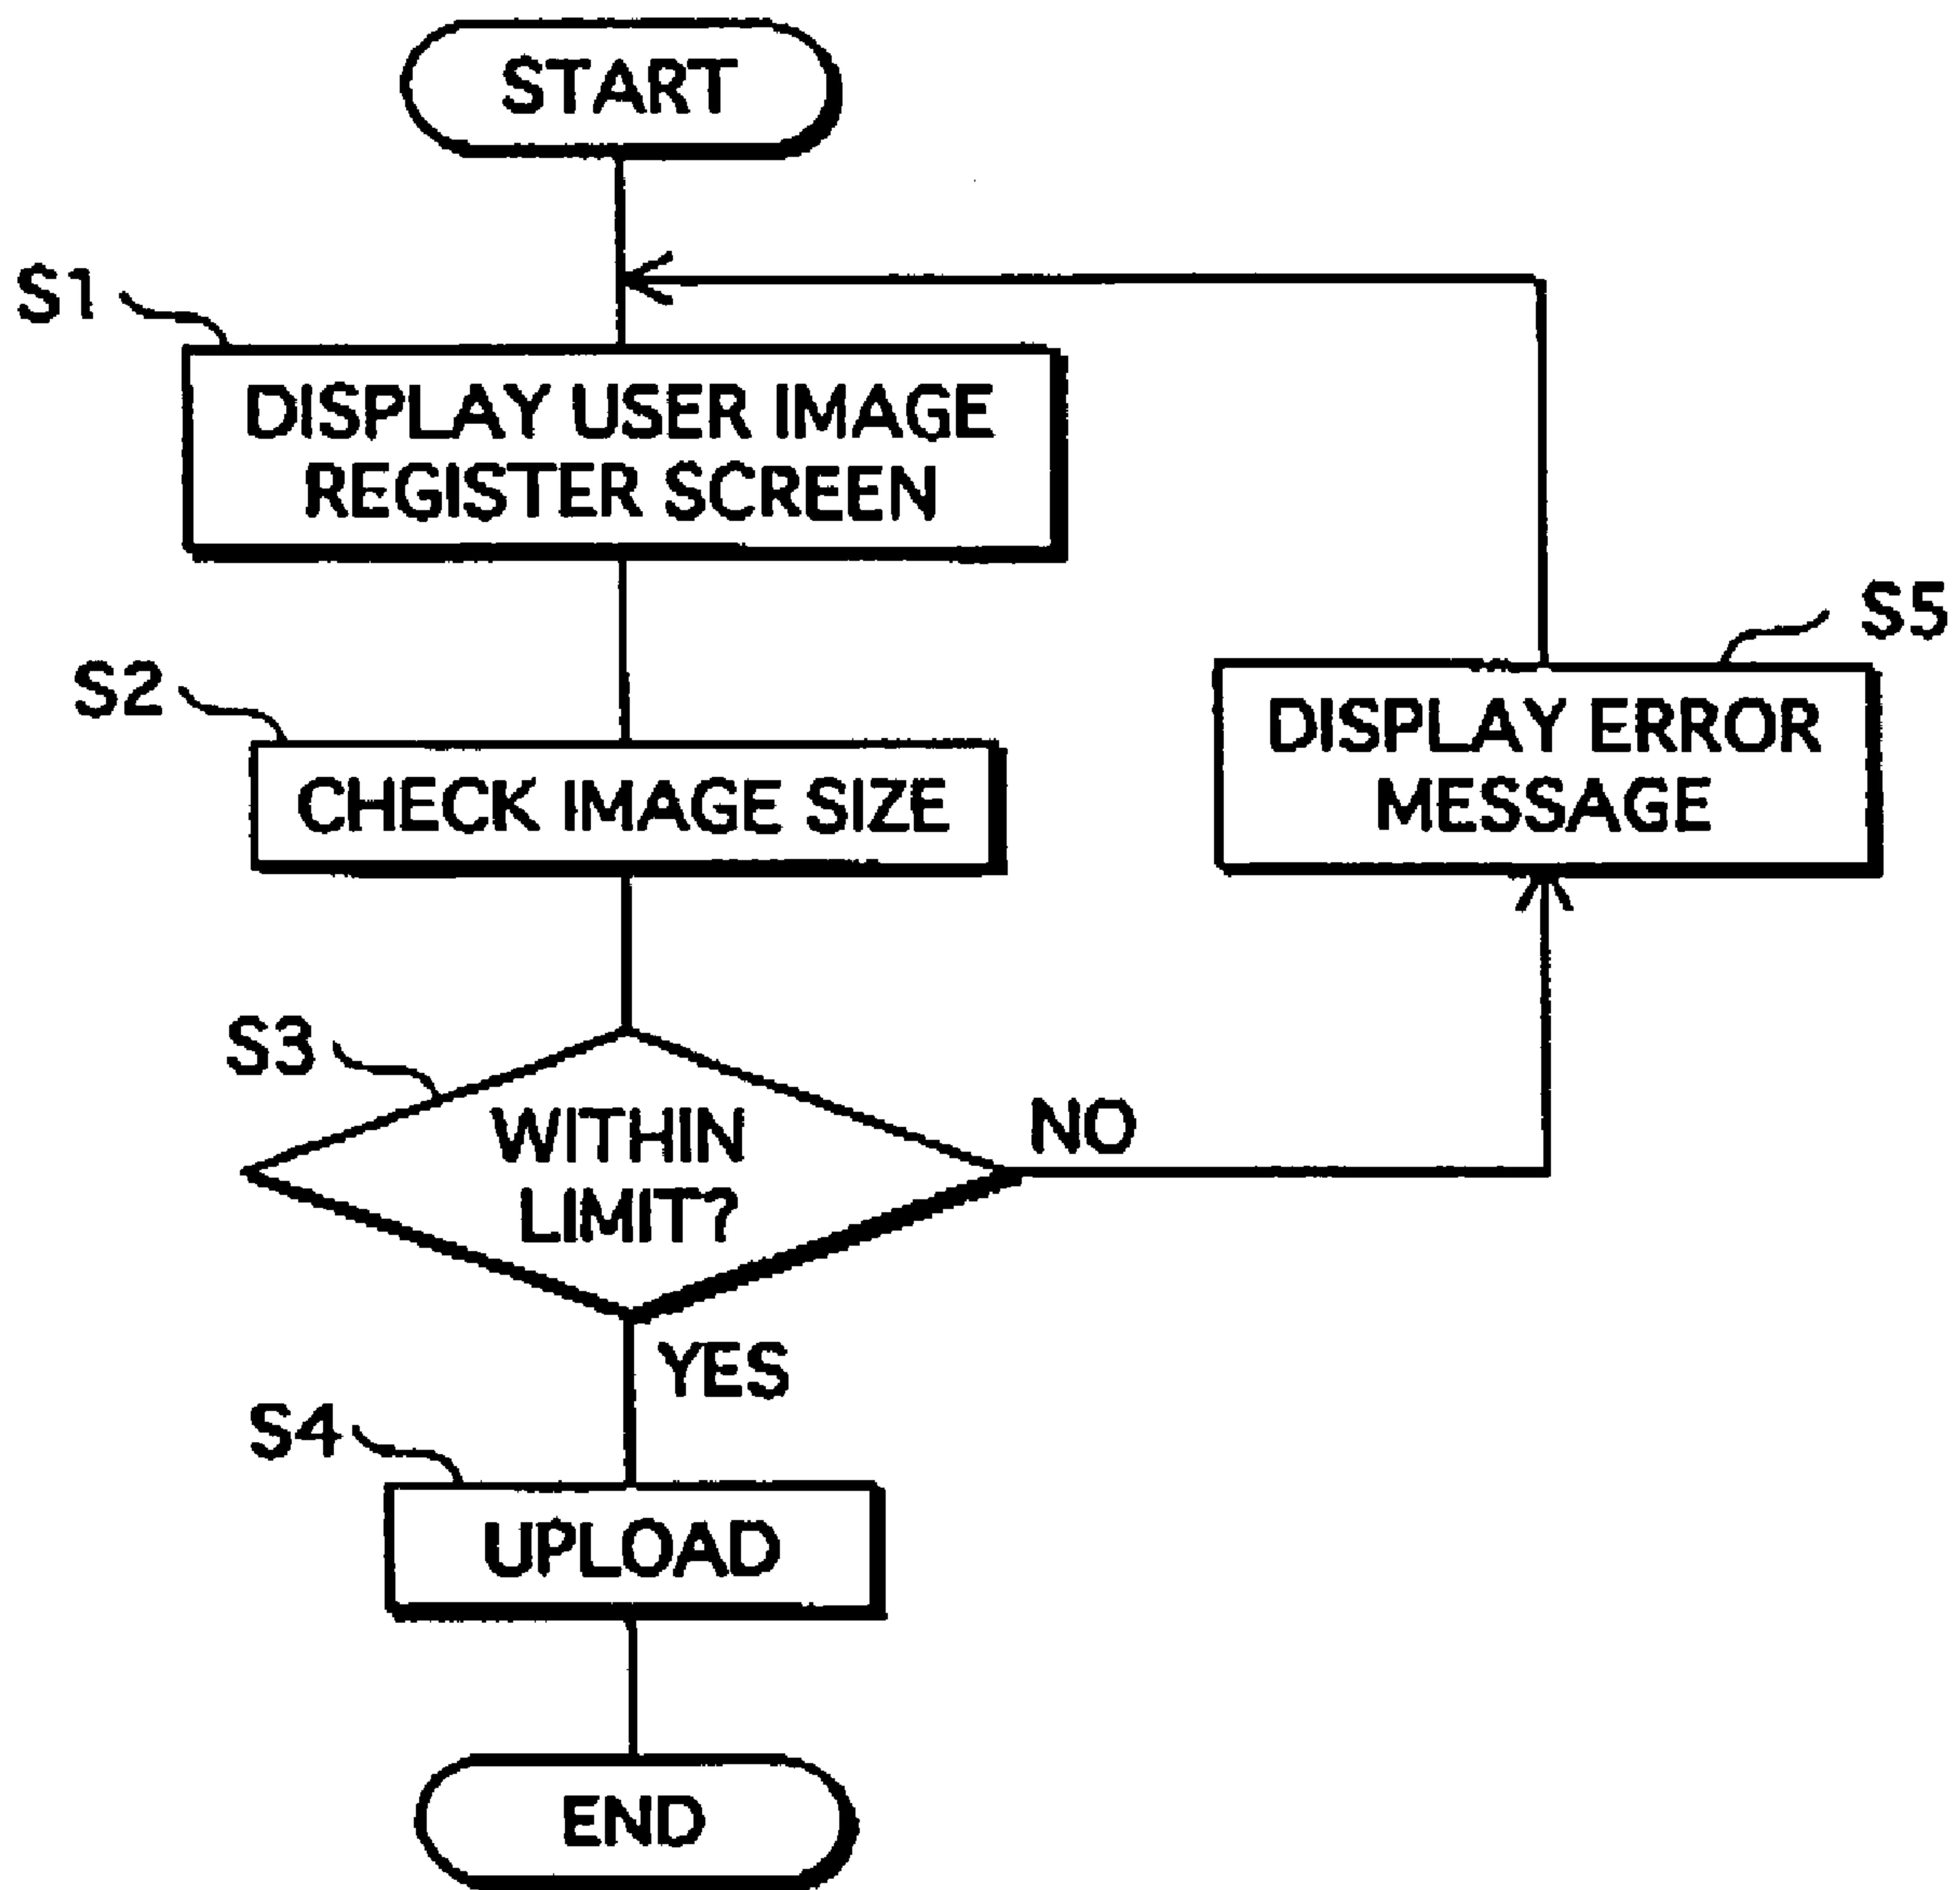 START
S1
DISPLAY USER IMAGE
REGISTER SCREEN
S2
CHECK IMAGE SIZE
S5
DISPLAY ERROR
MESSAGE
S3
WITHIN
LIMIT?
NO
YES
S4
UPLOAD
END